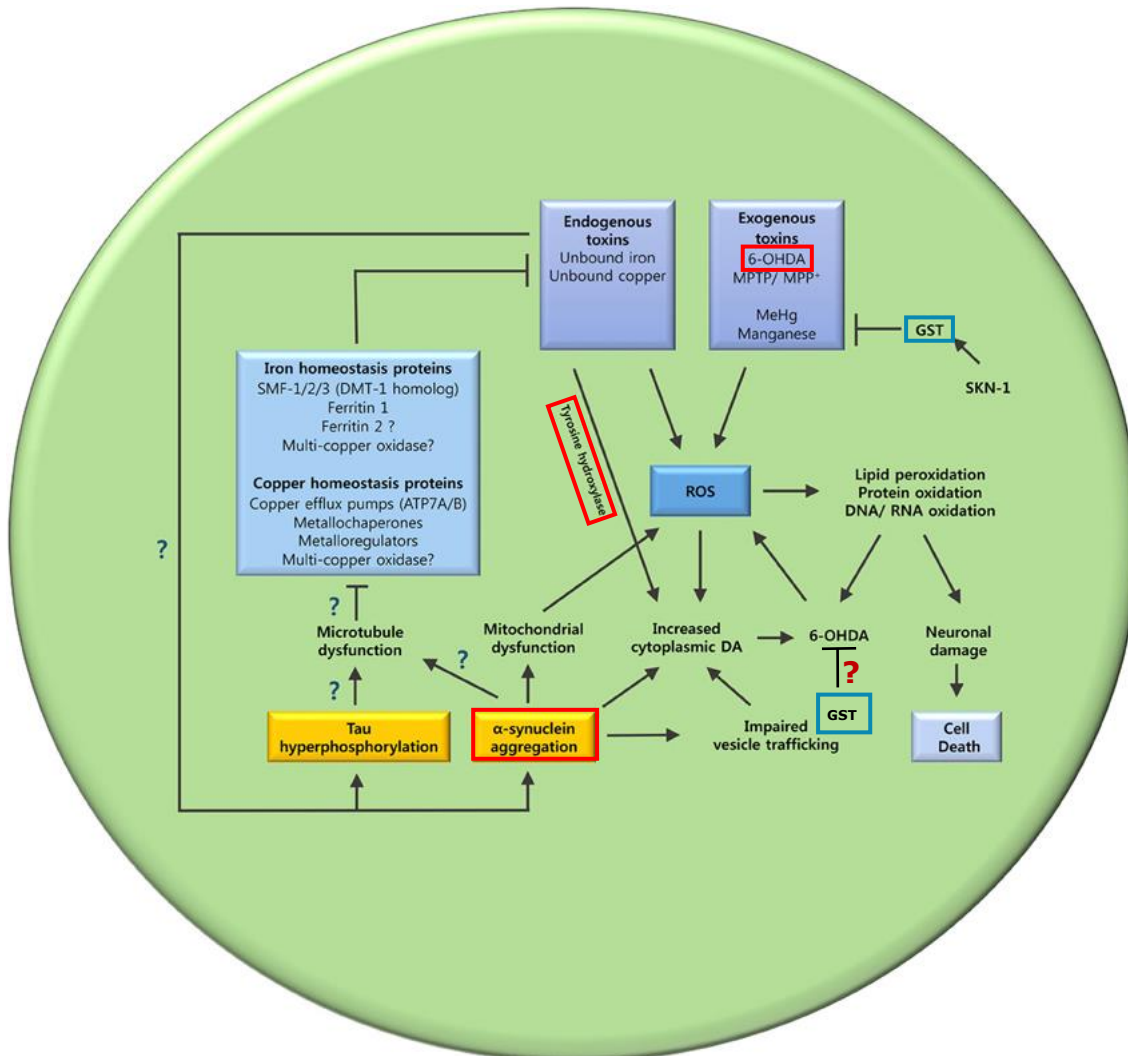 Endogenous
toxins
Unbound iron
Unbound copper
Exogenous
toxins
6-OHDA
MPTP/ MPP⁺
MeHg
Manganese
GST
SKN-1
Iron homeostasis proteins
SMF-1/2/3 (DMT-1 homolog)
Ferritin 1
Ferritin 2 ?
Multi-copper oxidase?
Copper homeostasis proteins
Copper efflux pumps (ATP7A/B)
Metallochaperones
Metalloregulators
Multi-copper oxidase?
Tyrosine hydroxylase
ROS
Lipid peroxidation
Protein oxidation
DNA/ RNA oxidation
?
?
Microtubule
dysfunction
?
Mitochondrial
dysfunction
Increased
cytoplasmic DA
6-OHDA
Neuronal
damage
?
?
GST
Tau
hyperphosphorylation
α-synuclein
aggregation
Impaired
vesicle trafficking
Cell
Death